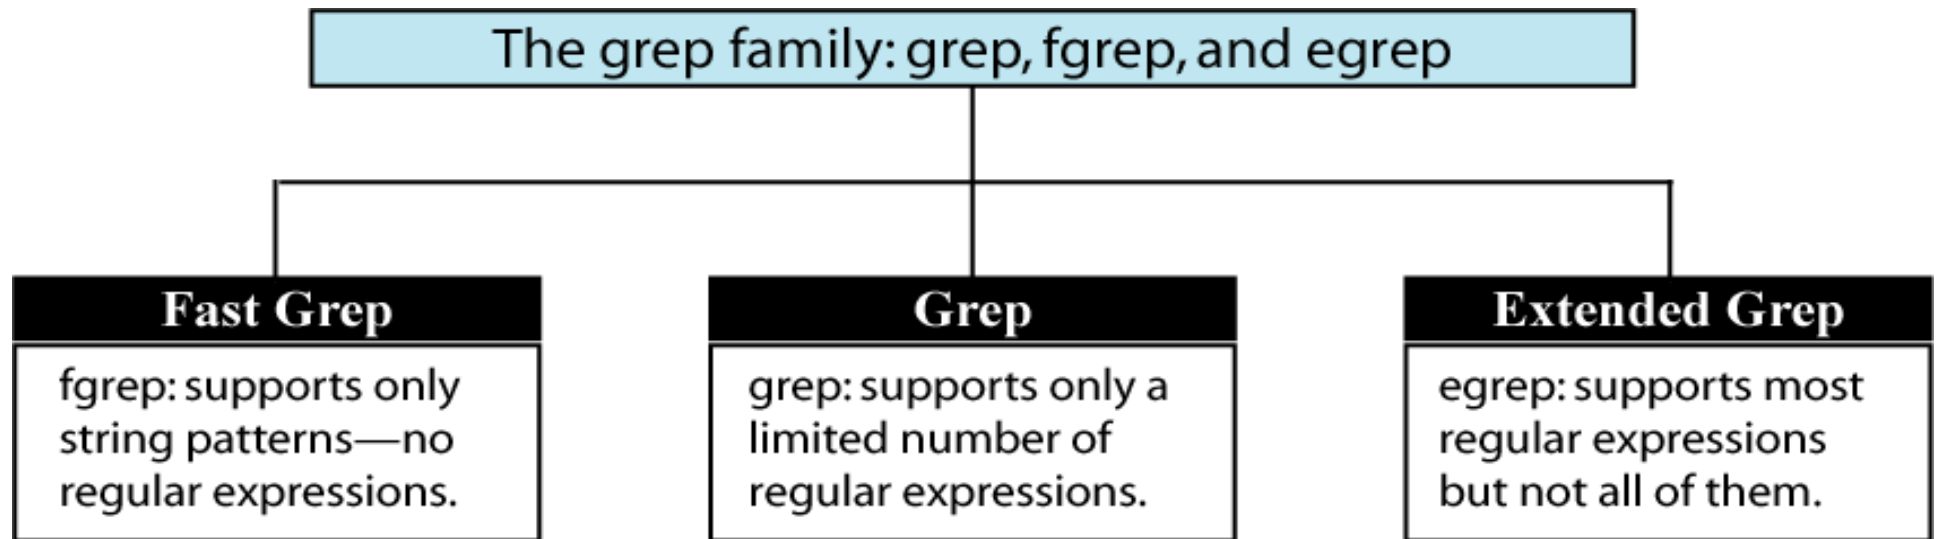 The grep family: grep, fgrep, and egrep
Fast Grep
fgrep: supports only
string patterns—no
regular expressions.
Grep
grep: supports only a
limited number of
regular expressions.
Extended Grep
egrep: supports most
regular expressions
but not all of them.